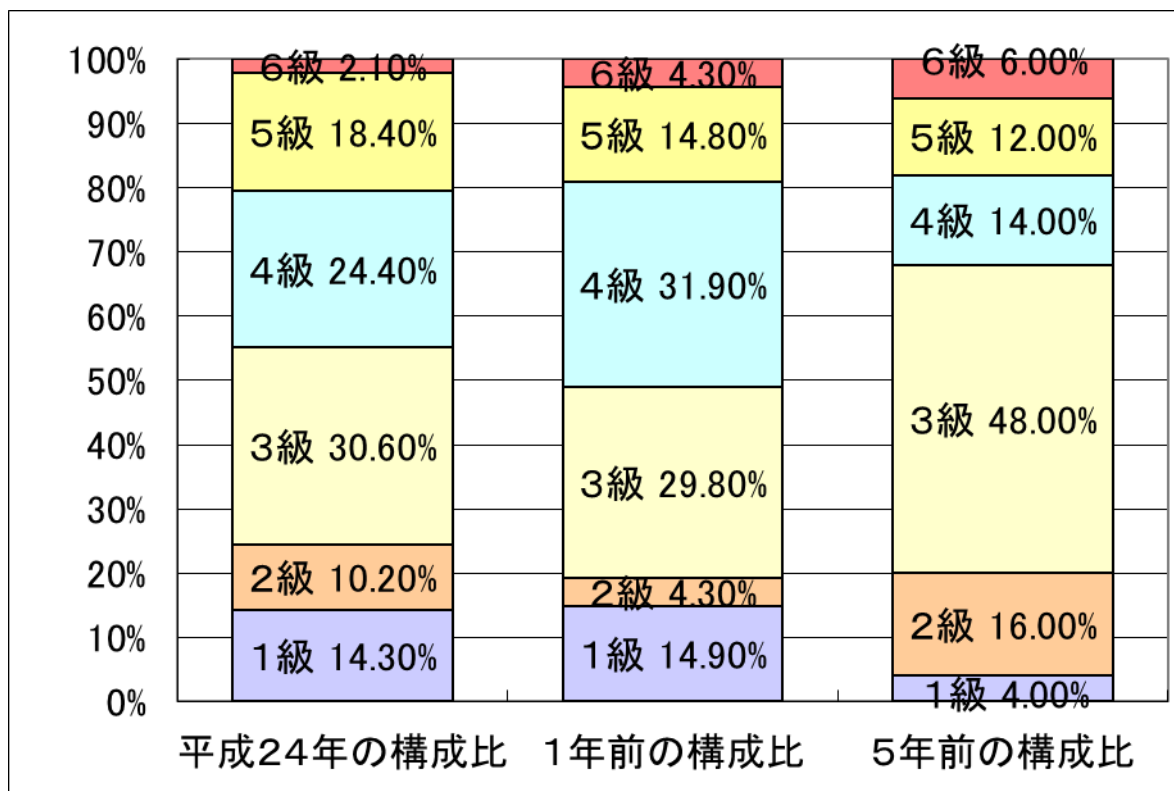 100%
90%
80%
70%
60%
50%
40%
30%
20%
10%
0%
6級 2.10%
5級 18.40%
4級 24.40%
3級 30.60%
2級 10.20%
1級 14.30%
6級 4.30%
5級 14.80%
4級 31.90%
3級 29.80%
2級 4.30%
1級 14.90%
6級 6.00%
5級 12.00%
4級 14.00%
3級 48.00%
2級 16.00%
1級 4.00%
平成24年の構成比
1年前の構成比
5年前の構成比